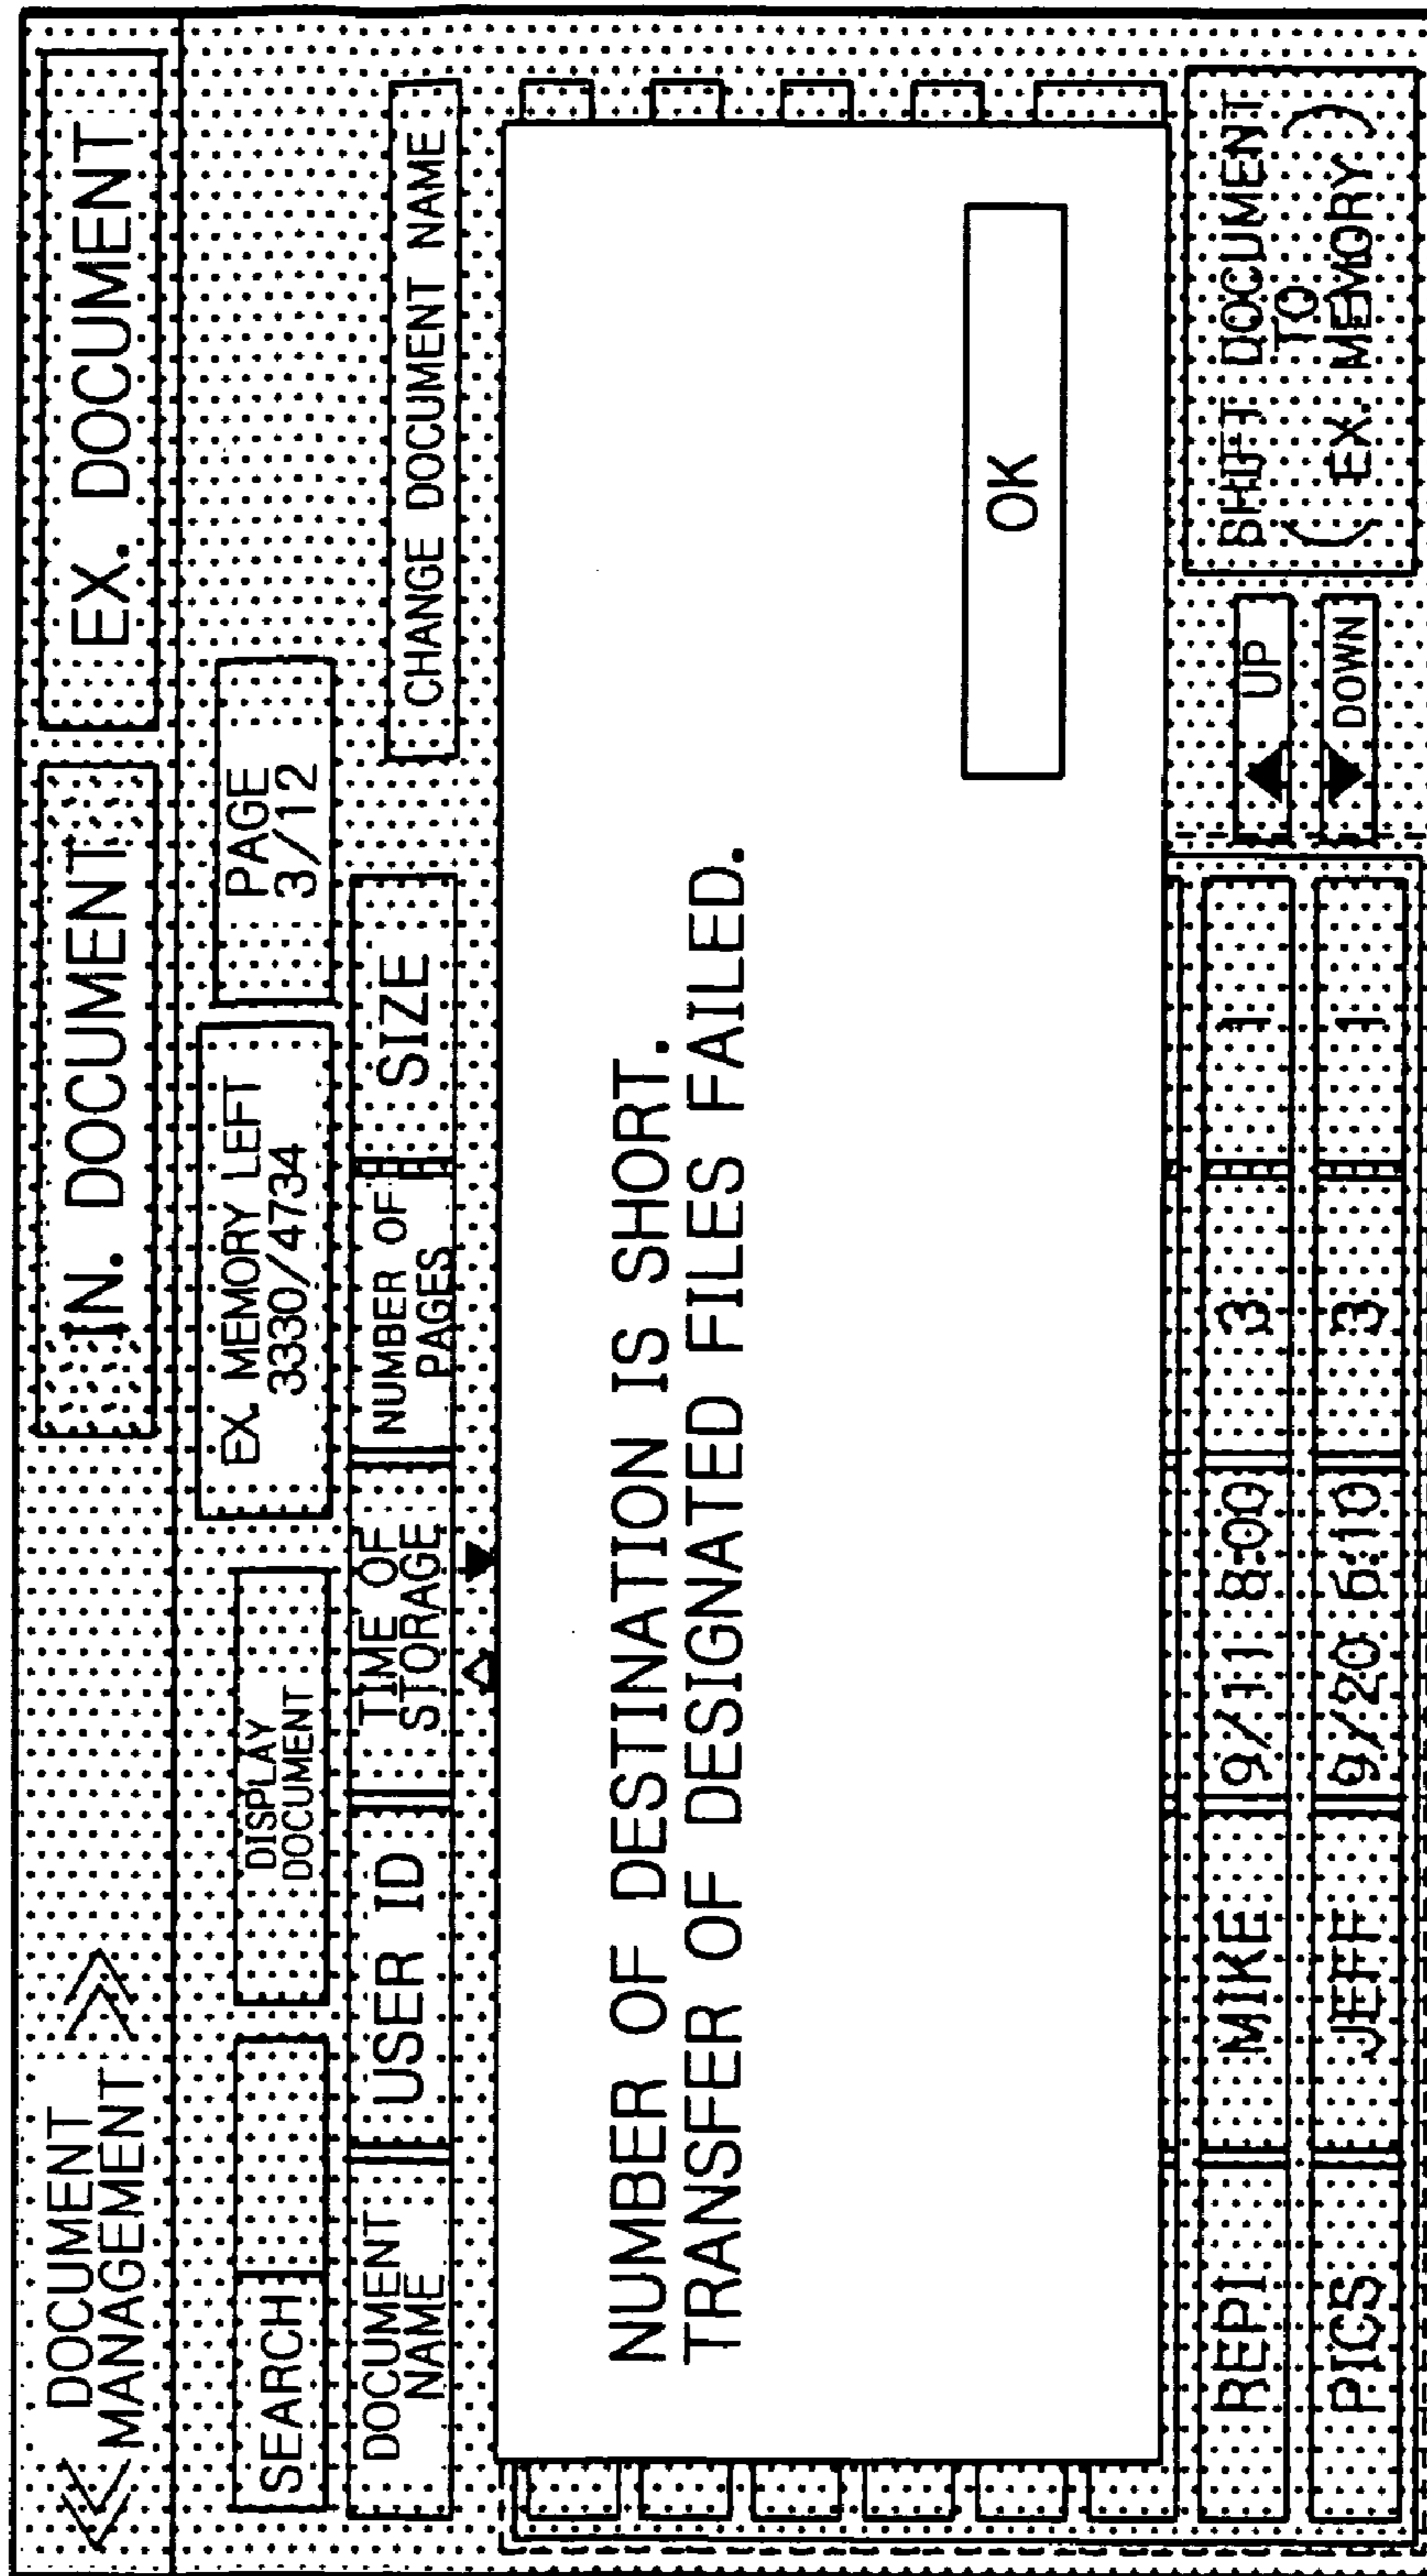 DOCUMENT
MANAGEMENT
IN. DOCUMENT
EX. DOCUMENT
SEARCH
DISPLAY
DOCUMENT
EX. MEMORY LEFT
3330/4734
PAGE
3/12
DOCUMENT
NAME
USER ID
TIME OF
STORAGE
NUMBER OF
PAGES
SIZE
CHANGE DOCUMENT NAME
NUMBER OF DESTINATION IS SHORT.
TRANSFER OF DESIGNATED FILES FAILED.
OK
REPI MIKE 9/11 8:00 3 1
PICS JEFF 9/20 6:10 3 1
▲ UP
▼ DOWN
SHIFT DOCUMENT
TO
( EX. MEMORY )